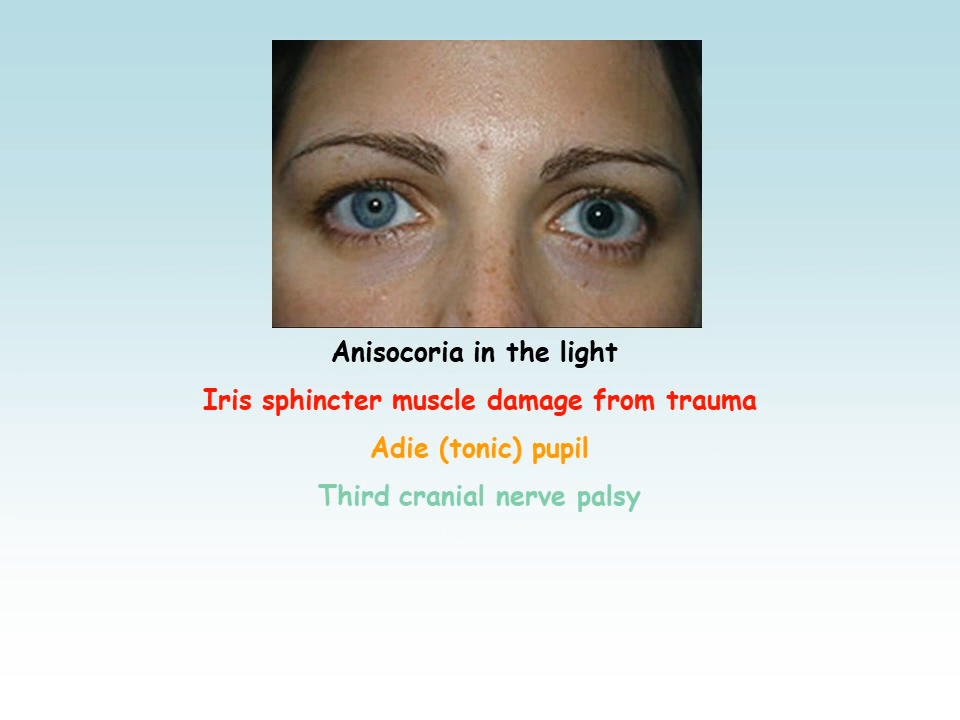 Anisocoria in the light
Iris sphincter muscle damage from trauma
Adie (tonic) pupil
Third cranial nerve palsy